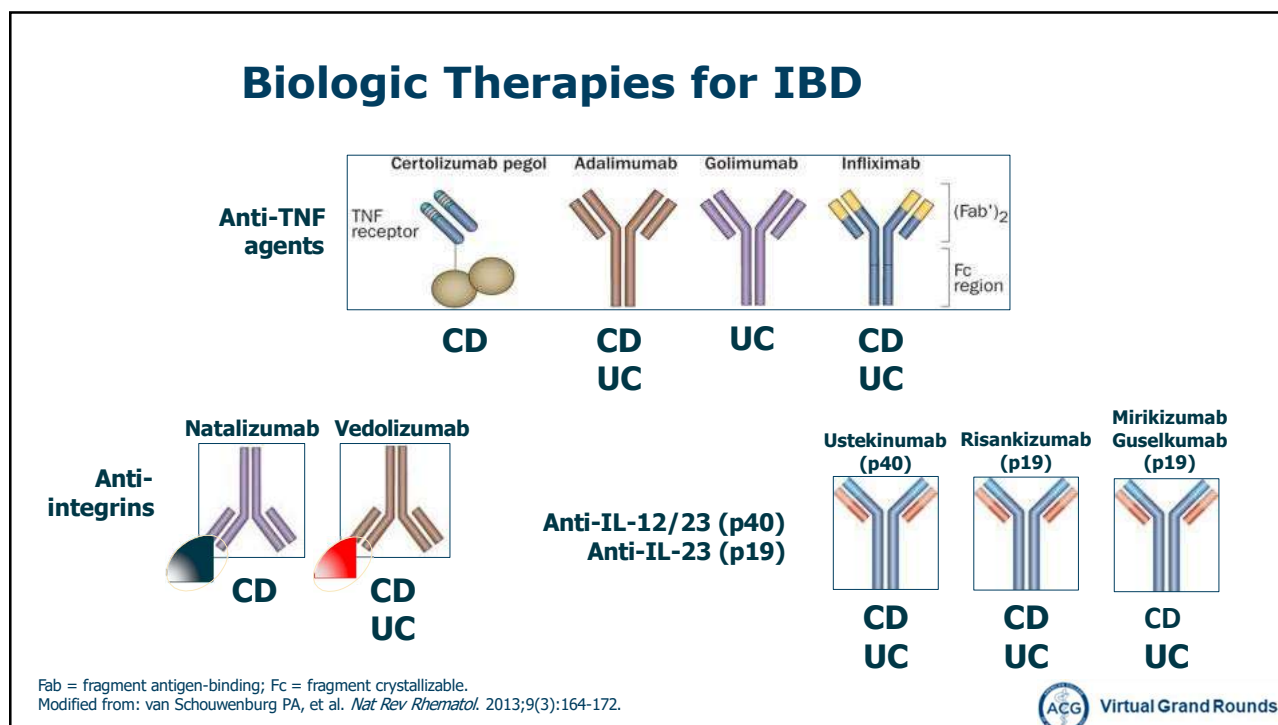 Biologic Therapies for IBD
Anti-TNF
agents
Certolizumab pegol
Adalimumab
Golimumab
Infliximab
TNF
receptor
(Fab')2
Fc
region
CD
CD
UC
UC
CD
UC
Anti-
integrins
Natalizumab
Vedolizumab
CD
CD
UC
Anti-IL-12/23 (p40)
Anti-IL-23 (p19)
Ustekinumab
(p40)
Risankizumab
(p19)
Mirikizumab
Guselkumab
(p19)
CD
UC
CD
UC
CD
UC
Fab = fragment antigen-binding; Fc = fragment crystallizable.
Modified from: van Schouwenburg PA, et al. Nat Rev Rhematol. 2013;9(3):164-172.
ACG
Virtual Grand Rounds